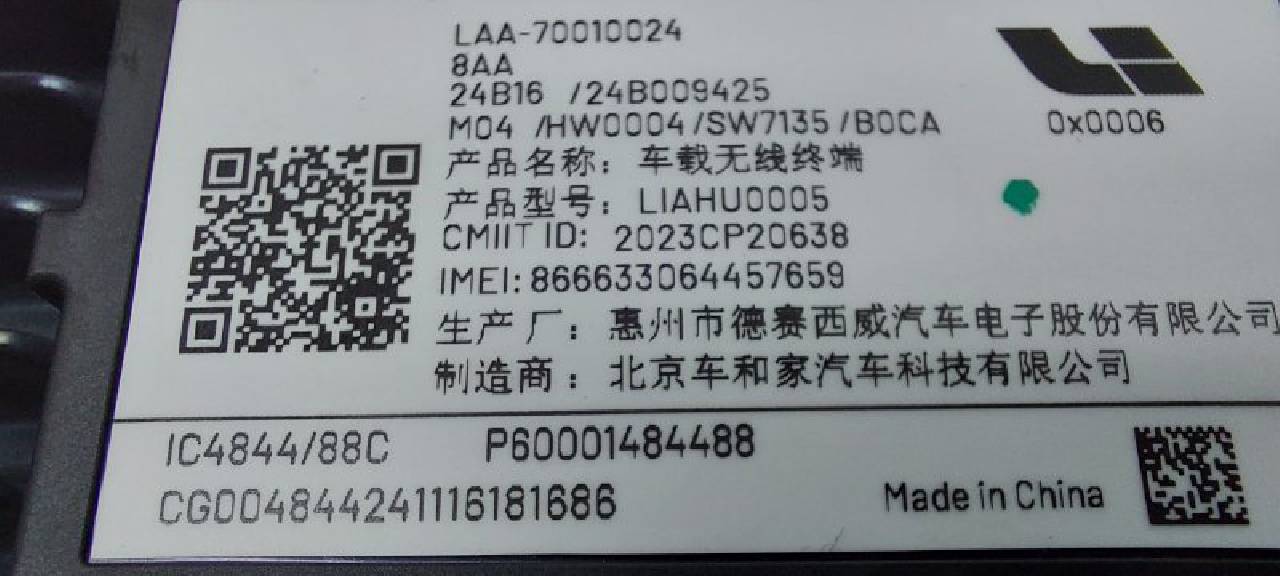 LAA-70010024
8AA
24B16 /24B009425
M04 /HW0004/SW7135/B0CA
0x0006
产品名称：车载无线终端
产品型号：LIAHU0005
CMIIT ID: 2023CP20638
IMEI:866633064457659
生产厂：惠州市德赛西威汽车电子股份有限公司
制造商：北京车和家汽车科技有限公司
IC4844/88C P60001484488
CG004844241116181686
Made in China